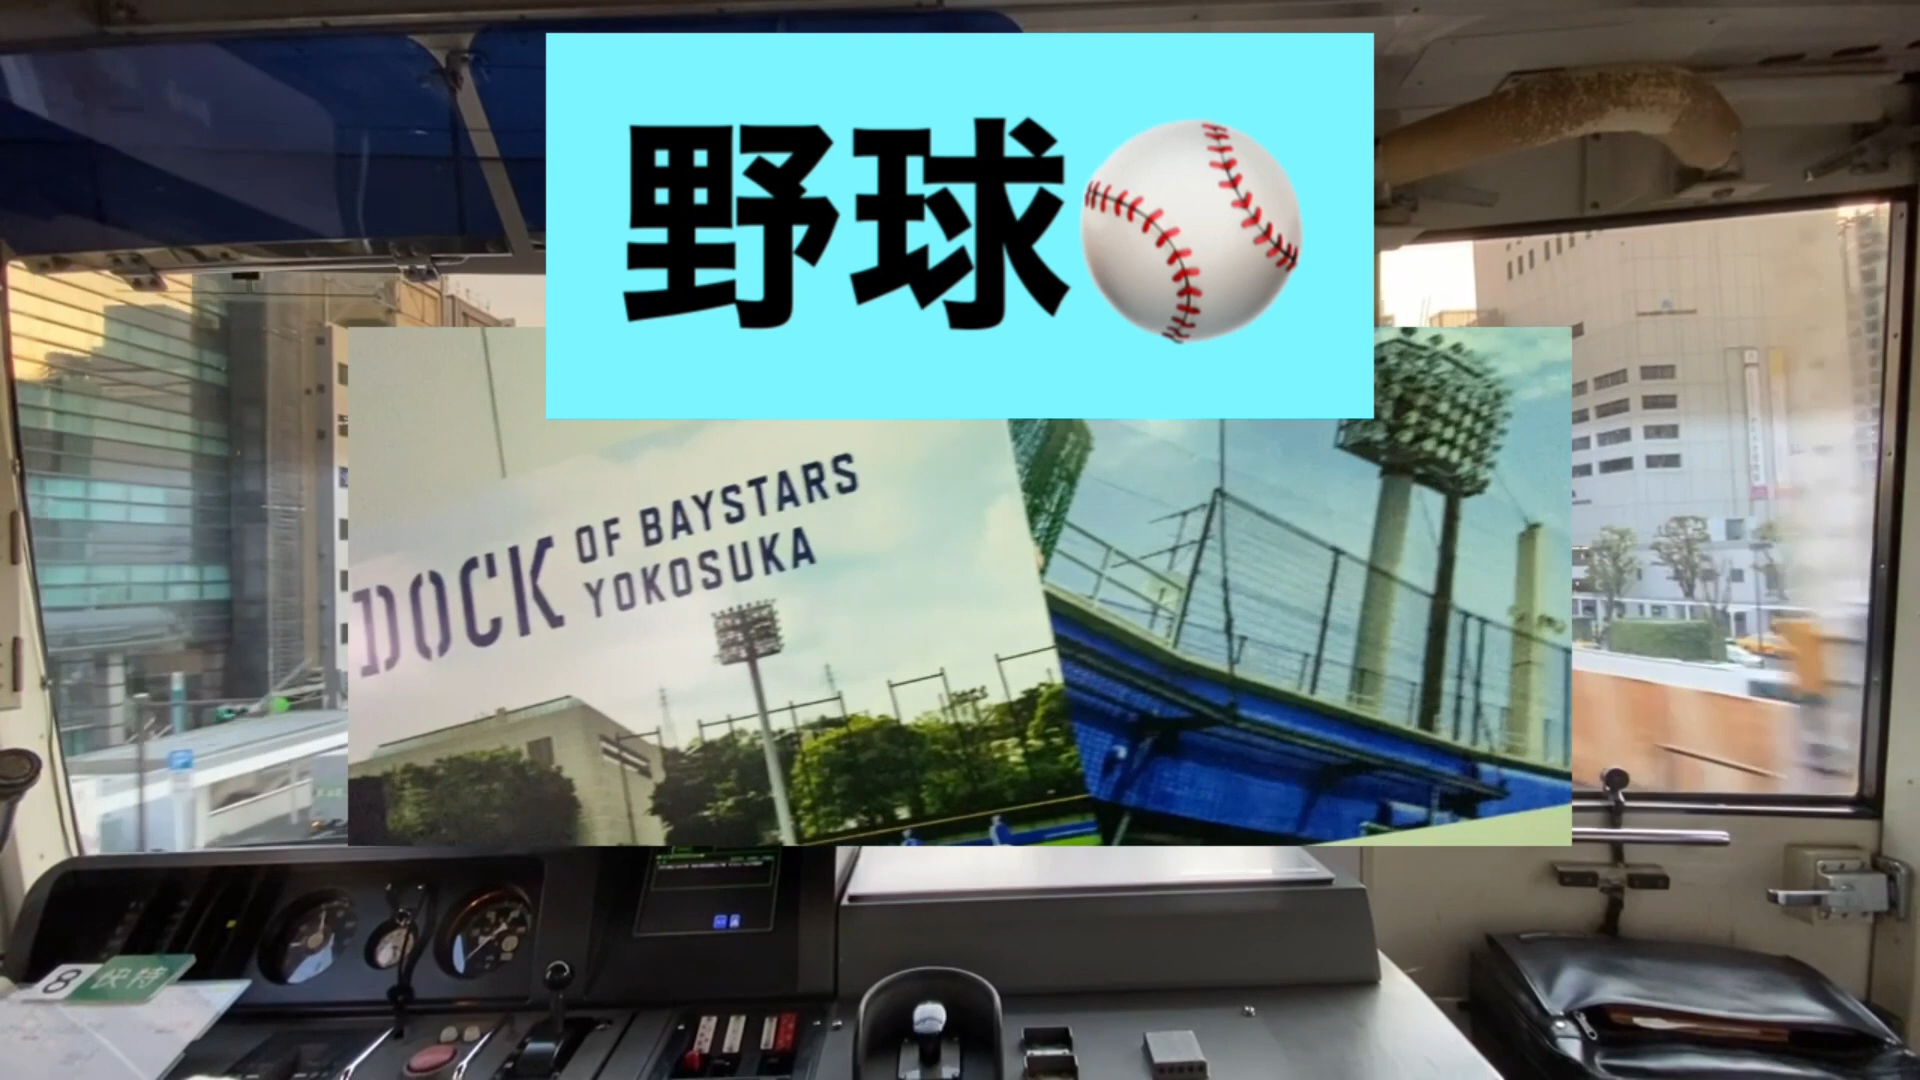 野球⚾
DOCK OF BAYSTARS
YOKOSUKA
8 快特